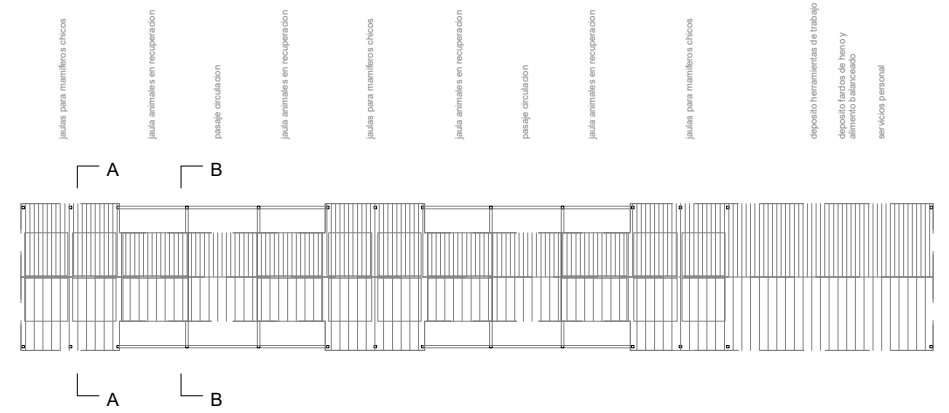 jaulas para mamiferos chicos
jaula animales en recuperacion
pasaje circulacion
jaula animales en recuperacion
jaulas para mamiferos chicos
jaula animales en recuperacion
pasaje circulacion
jaula animales en recuperacion
jaulas para mamiferos chicos
deposito herramientas de trabajo
deposito fardos de heno y
alimento balanceado
servicios personal
A
B
A
B